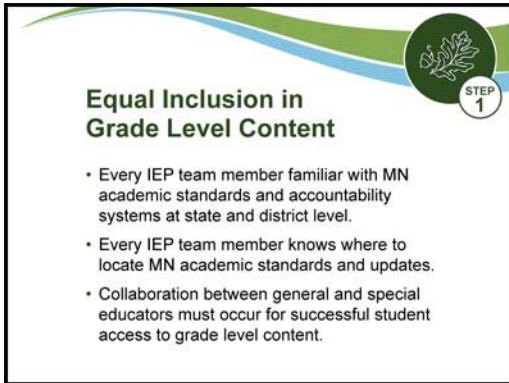 STEP
1
Equal Inclusion in
Grade Level Content
• Every IEP team member familiar with MN
academic standards and accountability
systems at state and district level.
• Every IEP team member knows where to
locate MN academic standards and updates.
• Collaboration between general and special
educators must occur for successful student
access to grade level content.